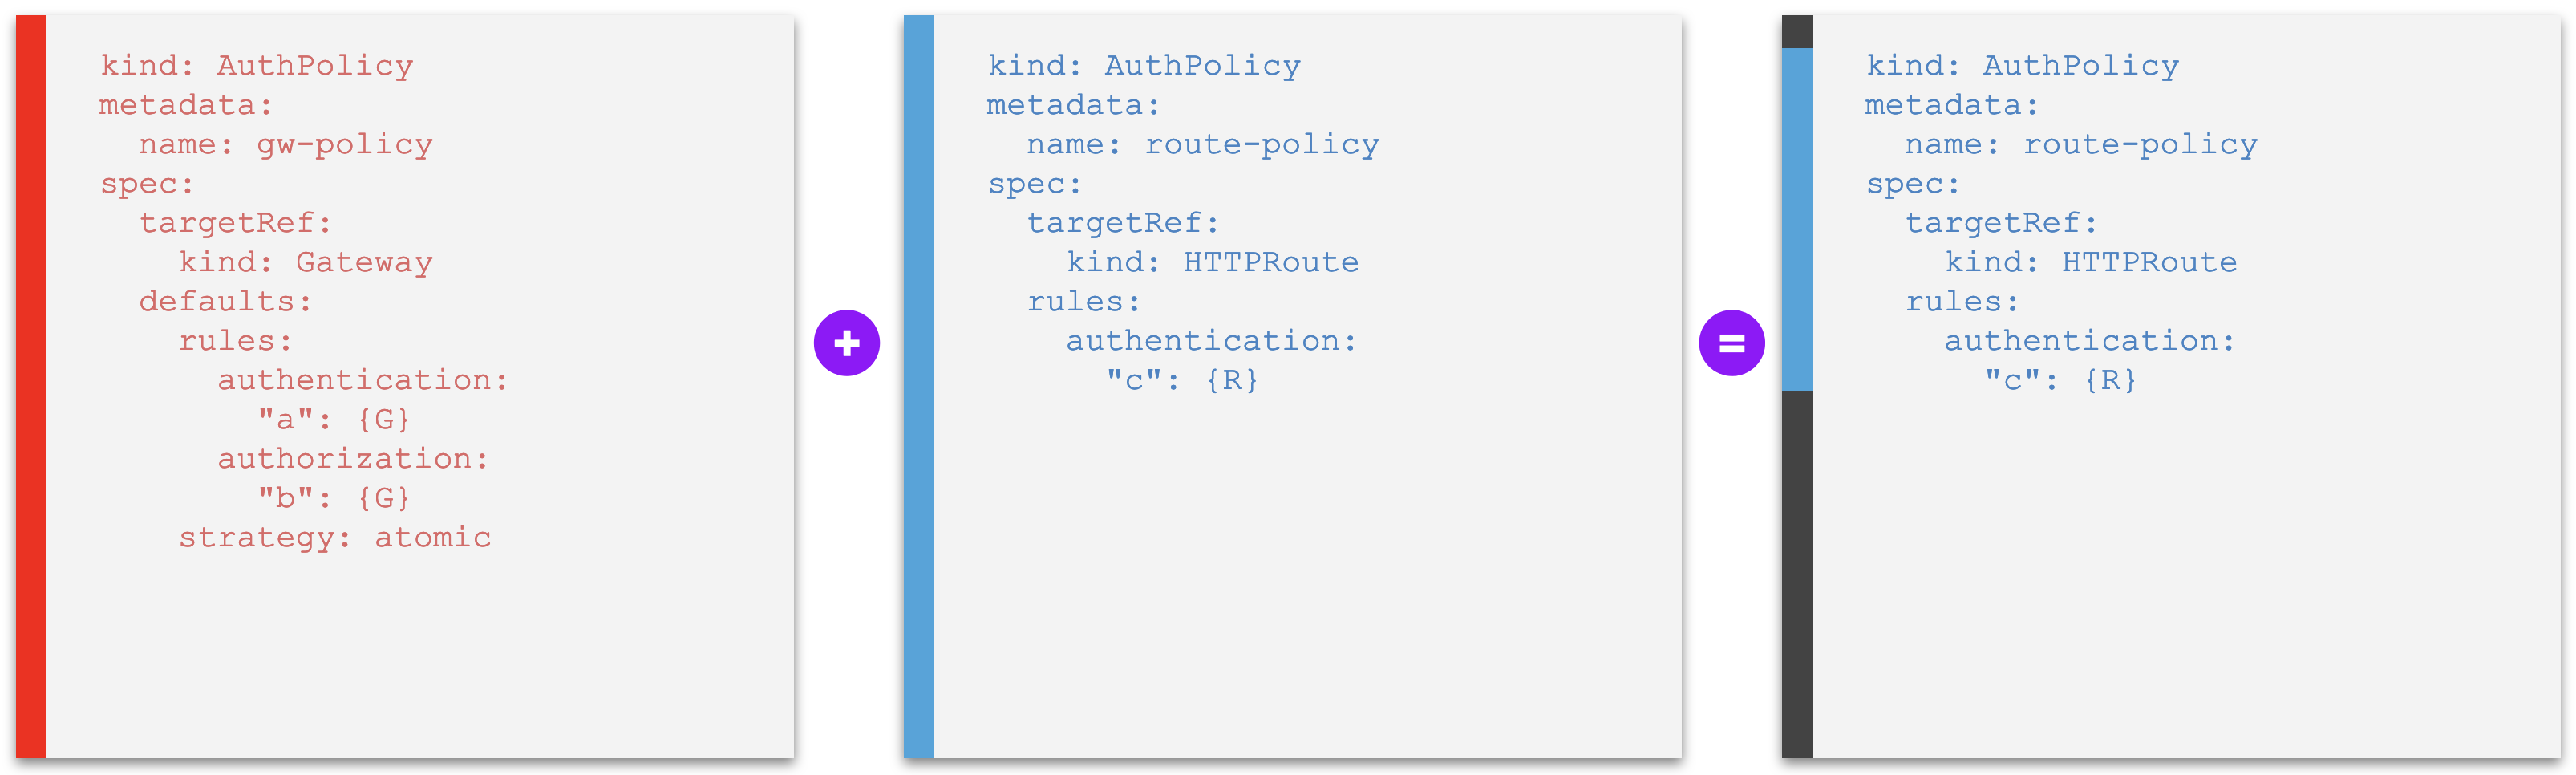 kind: AuthPolicy
metadata:
  name: gw-policy
spec:
  targetRef:
    kind: Gateway
  defaults:
    rules:
      authentication:
        "a": {G}
      authorization:
        "b": {G}
    strategy: atomic
+
kind: AuthPolicy
metadata:
  name: route-policy
spec:
  targetRef:
    kind: HTTPRoute
  rules:
    authentication:
      "c": {R}
=
kind: AuthPolicy
metadata:
  name: route-policy
spec:
  targetRef:
    kind: HTTPRoute
  rules:
    authentication:
      "c": {R}